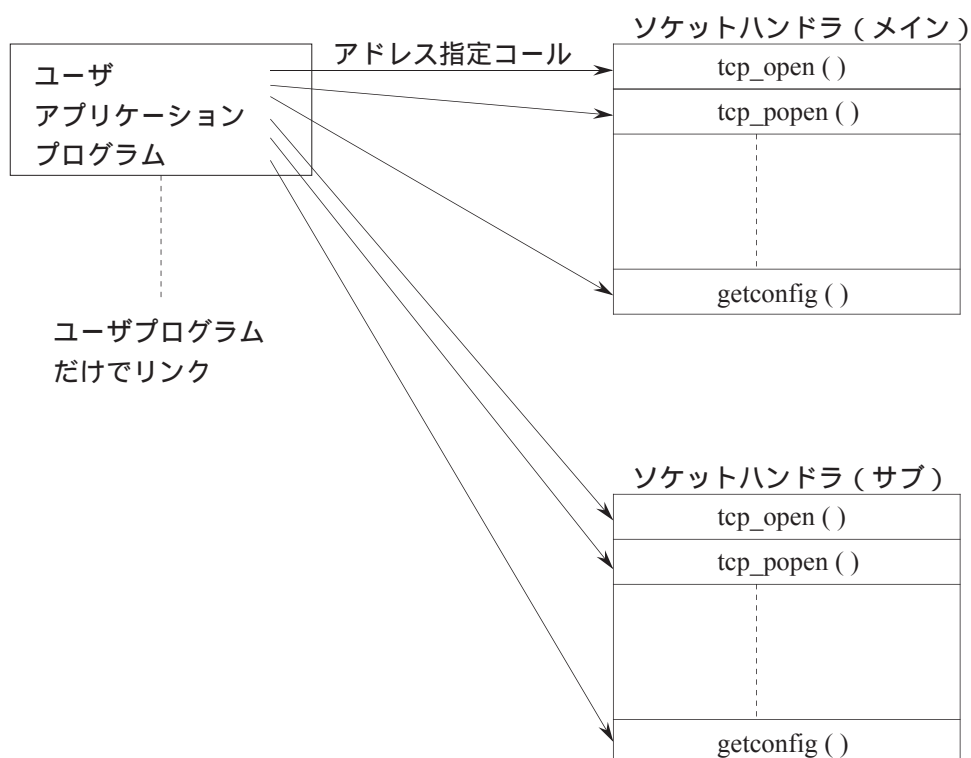 ソケットハンドラ ( メイン )
アドレス指定コール
ユーザ
アプリケーション
プログラム
tcp_open ( )
tcp_popen ( )
getconfig ( )
ユーザプログラム
だけでリンク
ソケットハンドラ ( サブ )
tcp_open ( )
tcp_popen ( )
getconfig ( )